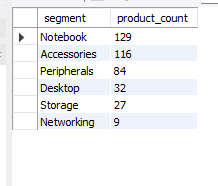 segment product_count
Notebook 129
Accessories 116
Peripherals 84
Desktop 32
Storage 27
Networking 9